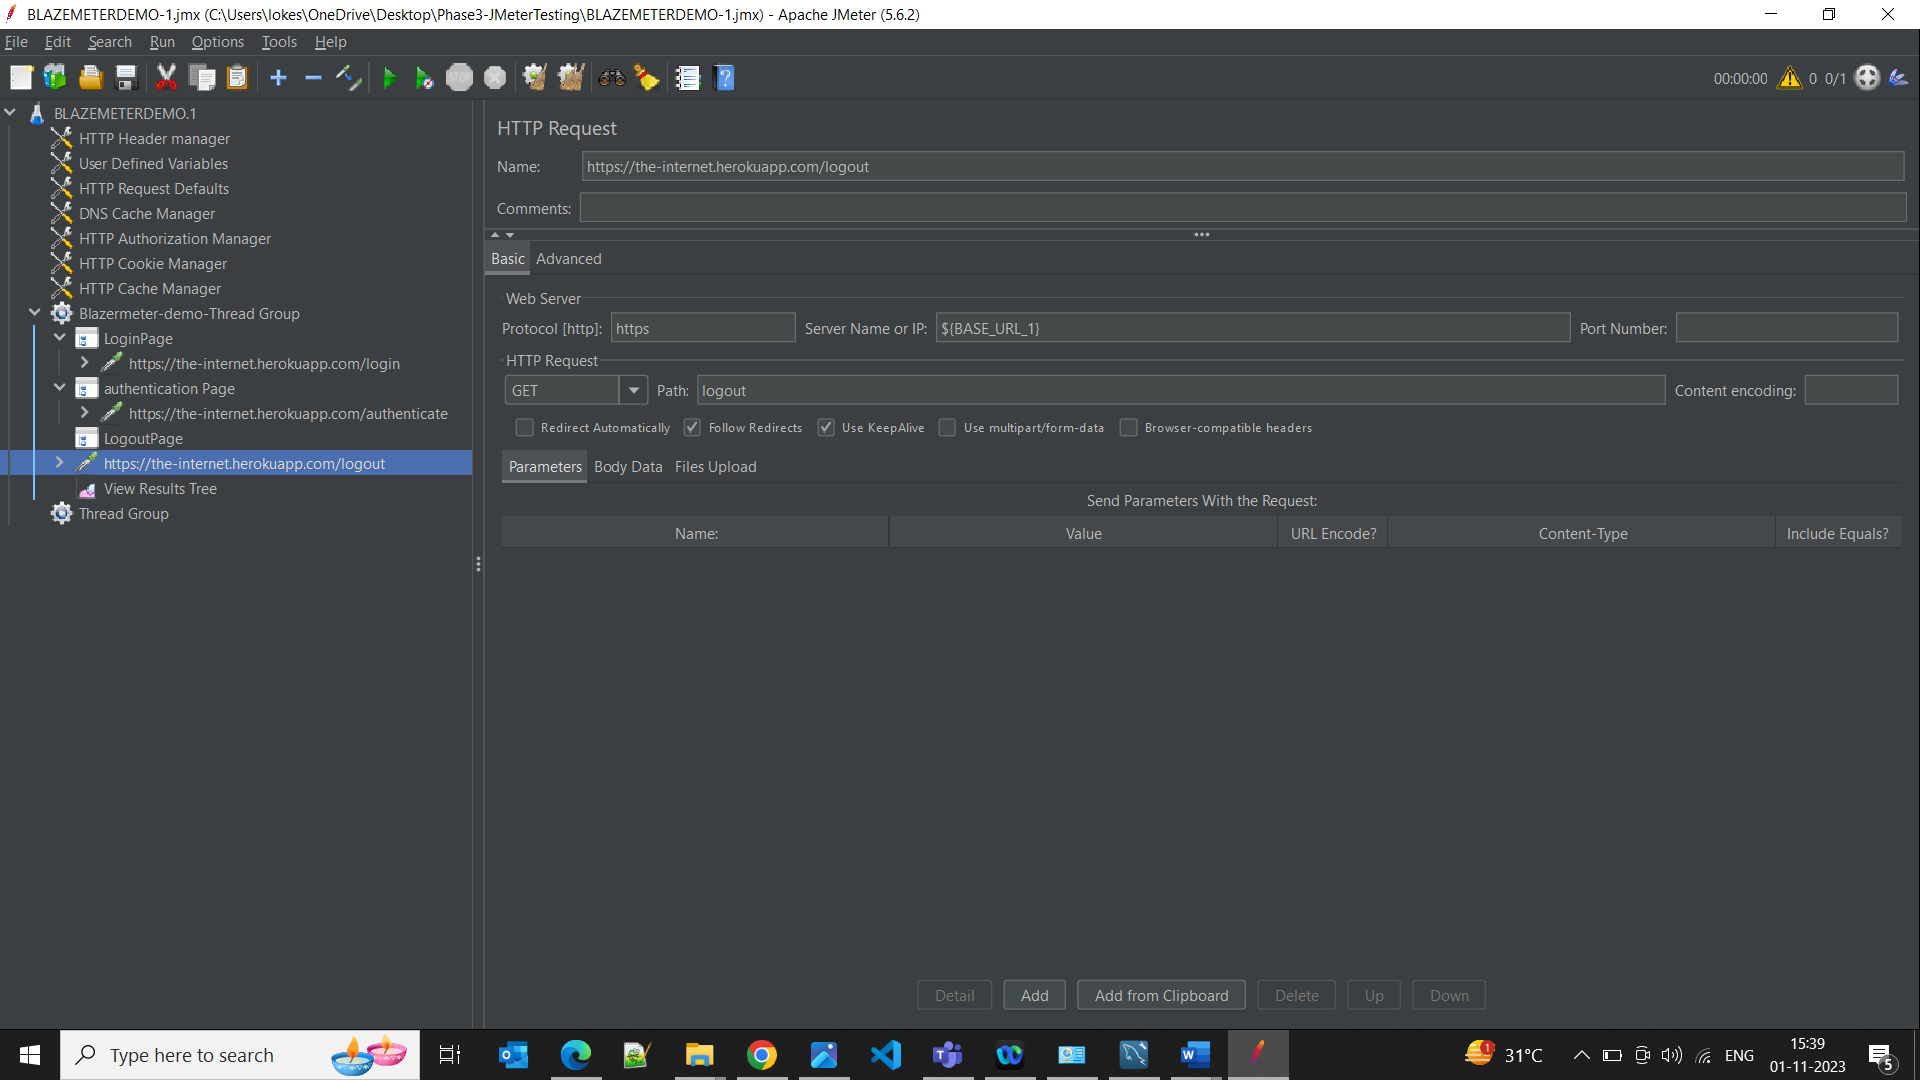 BLAZEMETERDEMO-1.jmx (C:\Users\lokes\OneDrive\Desktop\Phase3-JMeterTesting\BLAZEMETERDEMO-1.jmx) - Apache JMeter (5.6.2)
File Edit Search Run Options Tools Help
STOP
00:00:00 0 0/1
BLAZEMETERDEMO.1
HTTP Header manager
User Defined Variables
HTTP Request Defaults
DNS Cache Manager
HTTP Authorization Manager
HTTP Cookie Manager
HTTP Cache Manager
Blazermeter-demo-Thread Group
LoginPage
https://the-internet.herokuapp.com/login
authentication Page
https://the-internet.herokuapp.com/authenticate
LogoutPage
https://the-internet.herokuapp.com/logout
View Results Tree
Thread Group
HTTP Request
Name: https://the-internet.herokuapp.com/logout
Comments:
Basic Advanced
Web Server
Protocol [http]: https Server Name or IP: ${BASE_URL_1} Port Number:
HTTP Request
GET Path: logout Content encoding:
Redirect Automatically Follow Redirects Use KeepAlive Use multipart/form-data Browser-compatible headers
Parameters Body Data Files Upload
Send Parameters With the Request:
Name: Value URL Encode? Content-Type Include Equals?
Detail Add Add from Clipboard Delete Up Down
Type here to search
1 31°C ENG 15:39
01-11-2023 5